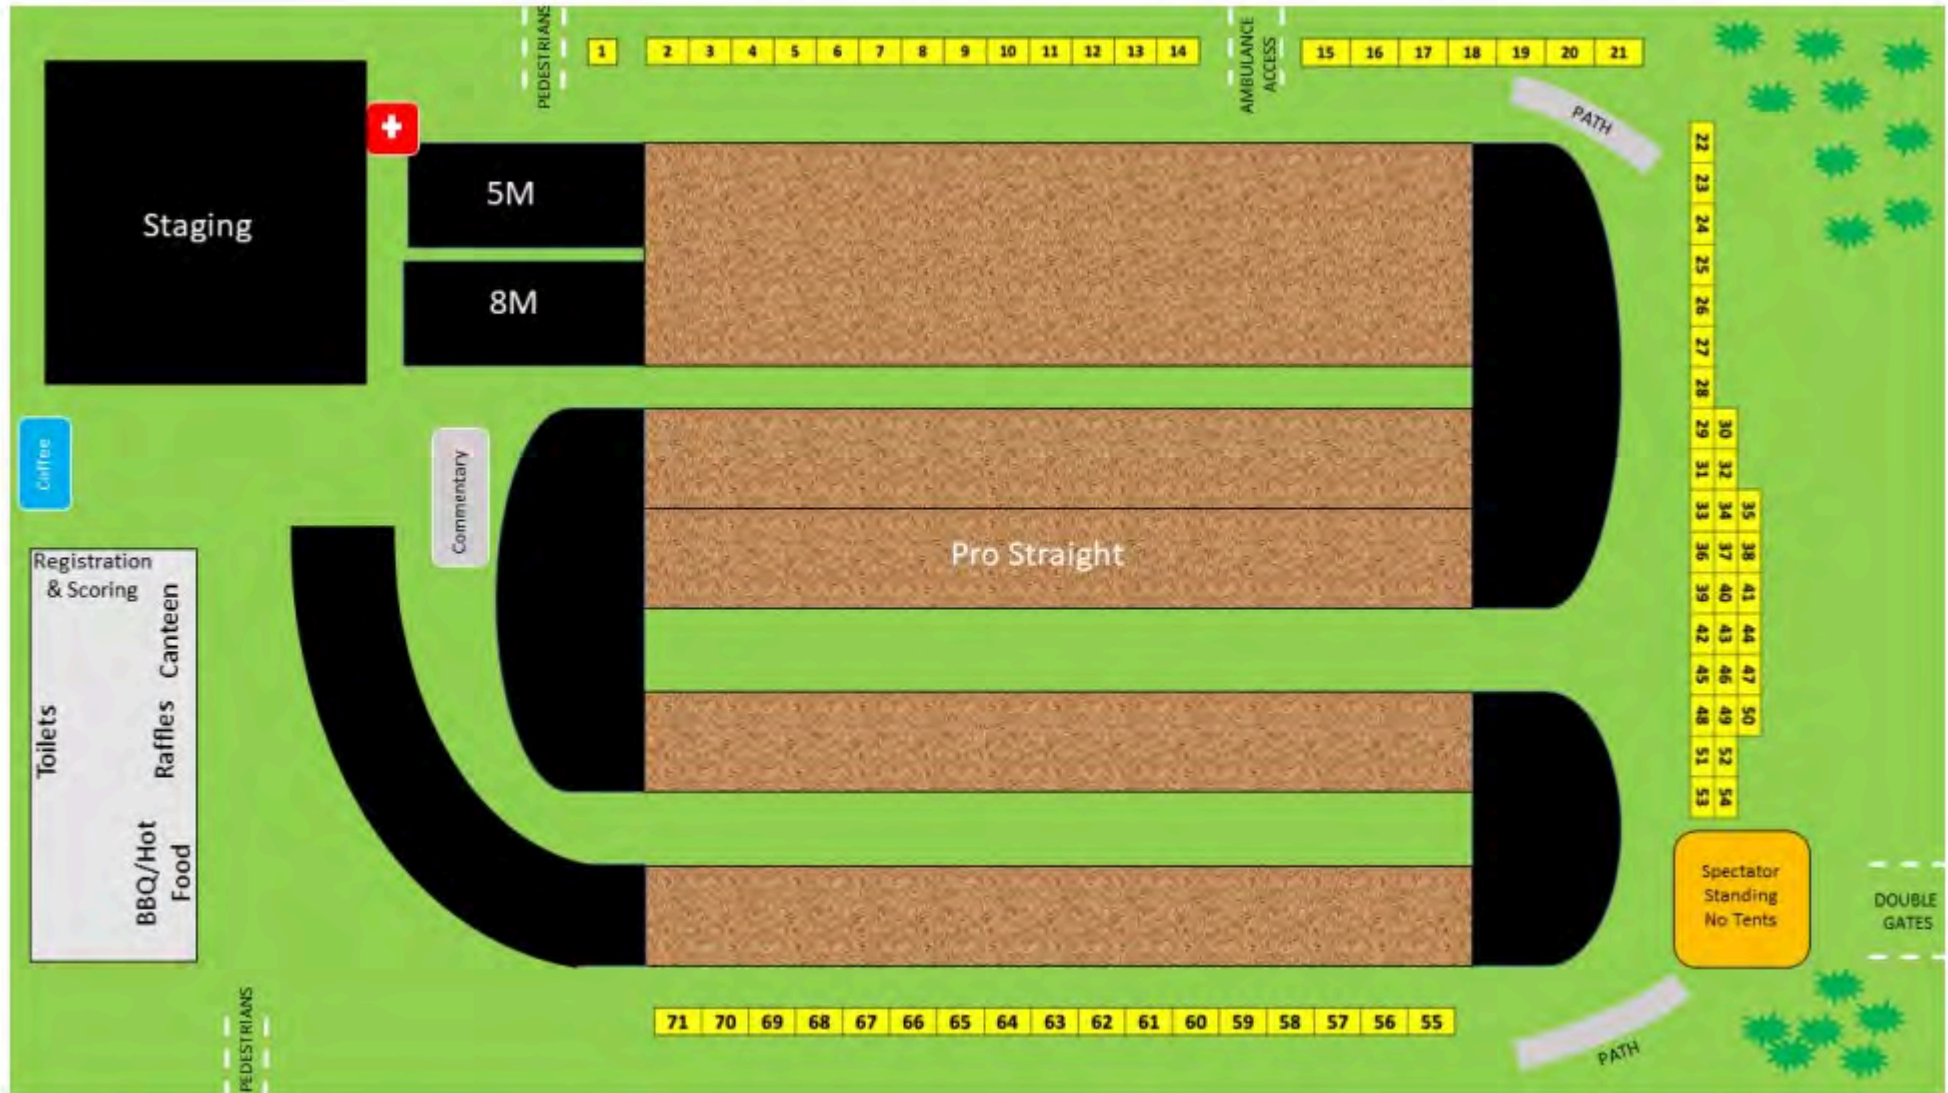 PEDESTRIANS
1
2 3 4 5 6 7 8 9 10 11 12 13 14
AMBULANCE
ACCESS
15 16 17 18 19 20 21
PATH
Staging
5M
8M
22
23
24
25
26
27
28
29 30
31 32
33 34 35
36 37 38
39 40 41
42 43 44
45 46 47
48 49 50
51 52
53 54
Coffee
Commentary
Pro Straight
Registration
& Scoring
Canteen
Toilets
Raffles
BBQ/Hot
Food
Spectator
Standing
No Tents
DOUBLE
GATES
PEDESTRIANS
71 70 69 68 67 66 65 64 63 62 61 60 59 58 57 56 55
PATH